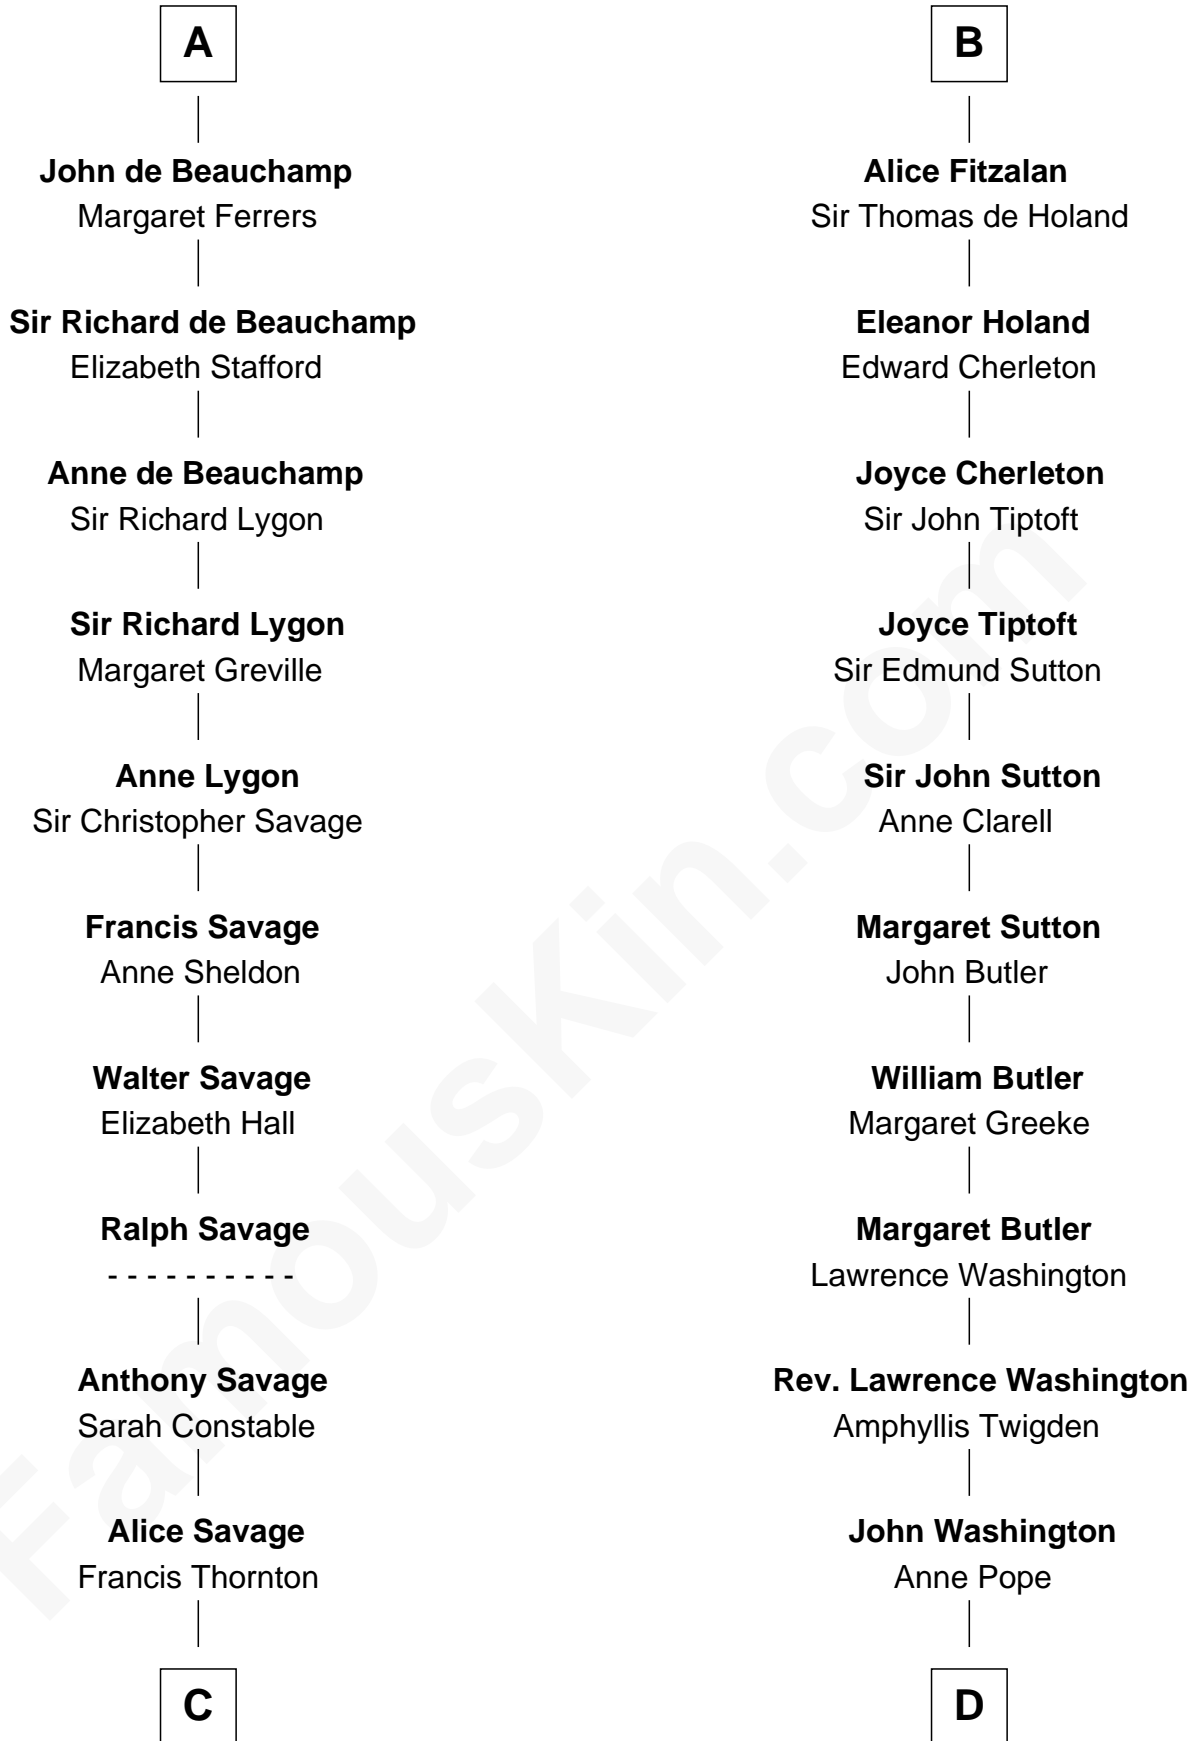 A
John de Beauchamp
Margaret Ferrers
Sir Richard de Beauchamp
Elizabeth Stafford
Anne de Beauchamp
Sir Richard Lygon
Sir Richard Lygon
Margaret Greville
Anne Lygon
Sir Christopher Savage
Francis Savage
Anne Sheldon
Walter Savage
Elizabeth Hall
Ralph Savage
- - - - - - - - - -
Anthony Savage
Sarah Constable
Alice Savage
Francis Thornton
C
B
Alice Fitzalan
Sir Thomas de Holand
Eleanor Holand
Edward Cherleton
Joyce Cherleton
Sir John Tiptoft
Joyce Tiptoft
Sir Edmund Sutton
Sir John Sutton
Anne Clarell
Margaret Sutton
John Butler
William Butler
Margaret Greeke
Margaret Butler
Lawrence Washington
Rev. Lawrence Washington
Amphyllis Twigden
John Washington
Anne Pope
D
FamousKin.com